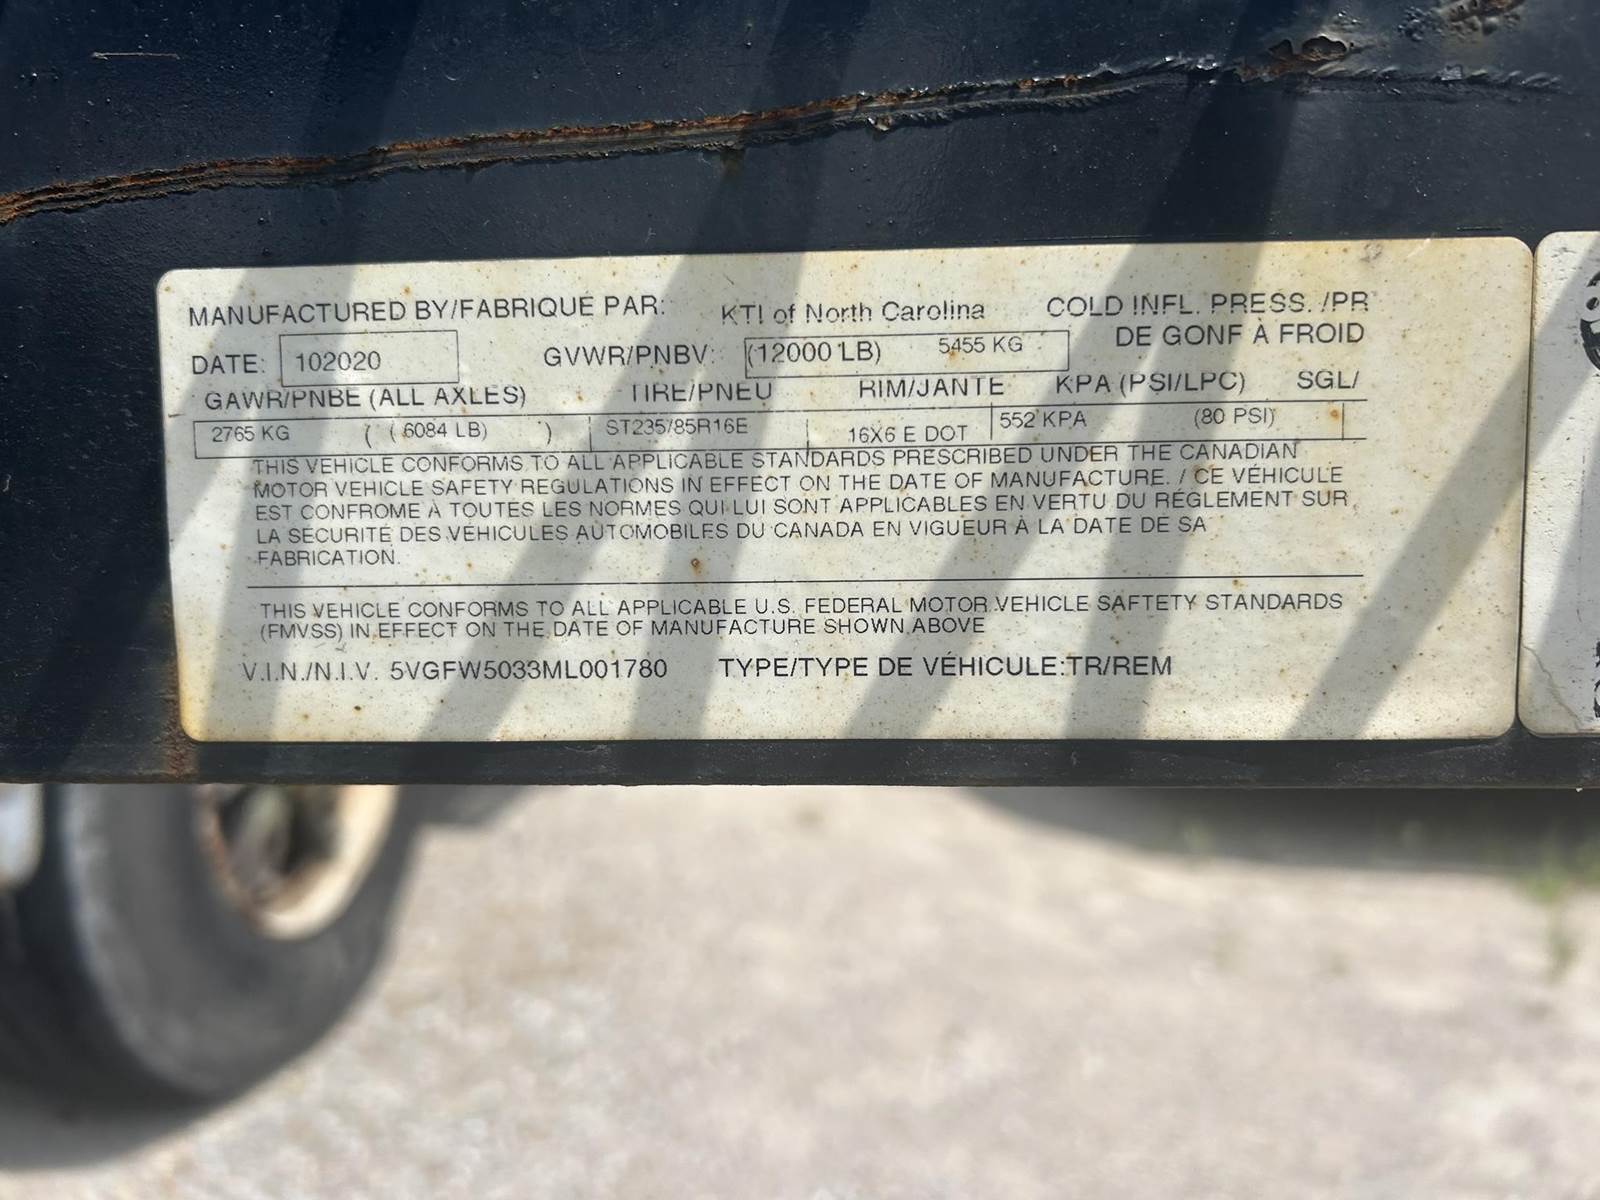 MANUFACTURED BY/FABRIQUE PAR: KTI of North Carolina COLD INFL. PRESS. /PR
DE GONF À FROID
DATE: 102020 GVWR/PNBV: (12000 LB) 5455 KG
GAWR/PNBE (ALL AXLES) TIRE/PNEU RIM/JANTE KPA (PSI/LPC) SGL/
2765 KG ( ( 6084 LB) ) ST235/85R16E 16X6 E DOT 552 KPA (80 PSI)
THIS VEHICLE CONFORMS TO ALL APPLICABLE STANDARDS PRESCRIBED UNDER THE CANADIAN
MOTOR VEHICLE SAFETY REGULATIONS IN EFFECT ON THE DATE OF MANUFACTURE. / CE VÉHICULE
EST CONFROME À TOUTES LES NORMES QUI LUI SONT APPLICABLES EN VERTU DU RÉGLEMENT SUR
LA SÉCURITÉ DES VÉHICULES AUTOMOBILES DU CANADA EN VIGUEUR À LA DATE DE SA
FABRICATION.
THIS VEHICLE CONFORMS TO ALL APPLICABLE U.S. FEDERAL MOTOR VEHICLE SAFTETY STANDARDS
(FMVSS) IN EFFECT ON THE DATE OF MANUFACTURE SHOWN ABOVE
V.I.N./N.I.V. 5VGFW5033ML001780 TYPE/TYPE DE VÉHICULE:TR/REM